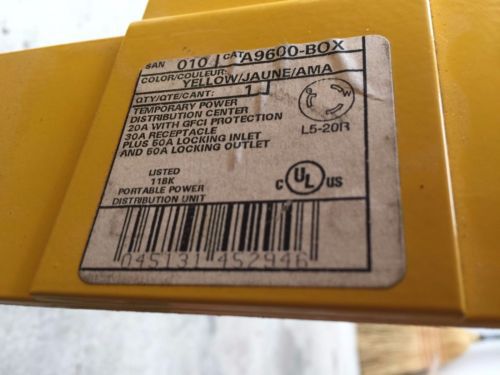 SAN 010 CAT A9600-BOX
COLOR/COULEUR: YELLOW/JAUNE/AMA
QTY/QTE/CANT: 1
TEMPORARY POWER
DISTRIBUTION CENTER
20A WITH GFCI PROTECTION
30A RECEPTACLE
PLUS 50A LOCKING INLET
AND 50A LOCKING OUTLET
W
L5-20R
LISTED
11BK
PORTABLE POWER
DISTRIBUTION UNIT
C UL US
045131 452946